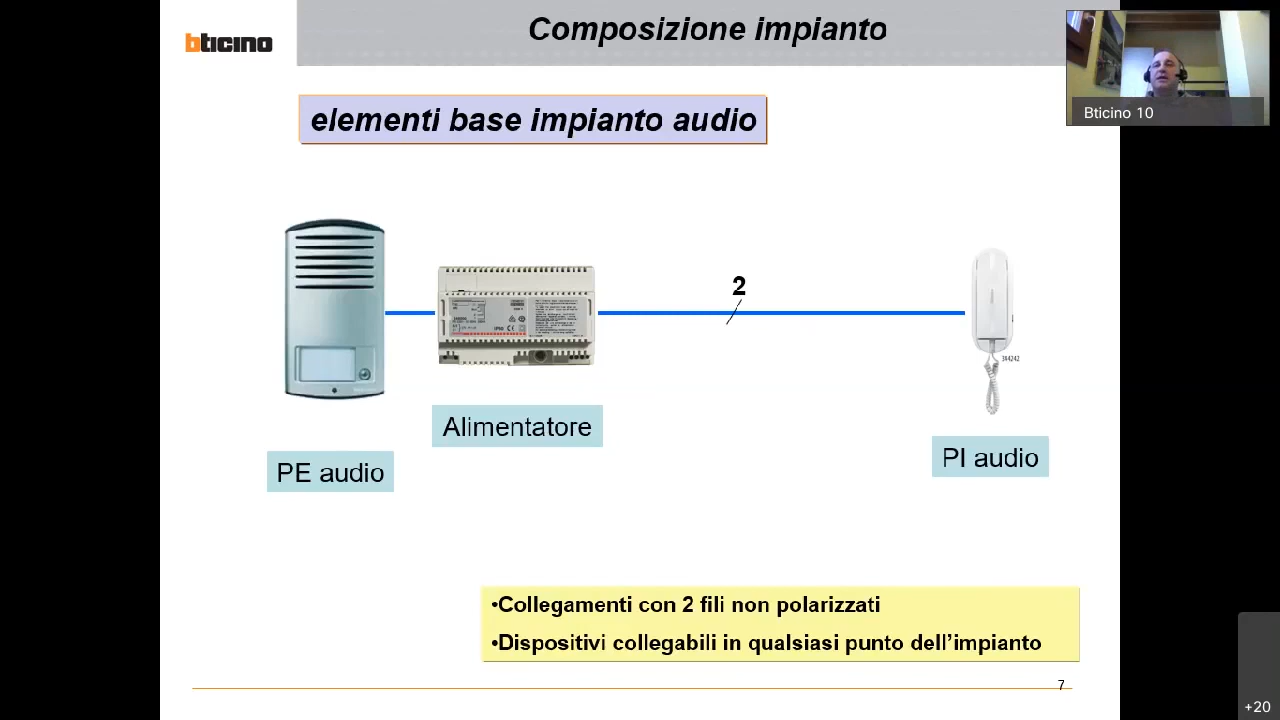 bticino
Composizione impianto
Bticino 10
elementi base impianto audio
2
344242
Alimentatore
PE audio
PI audio
•Collegamenti con 2 fili non polarizzati
•Dispositivi collegabili in qualsiasi punto dell’impianto
7
+20